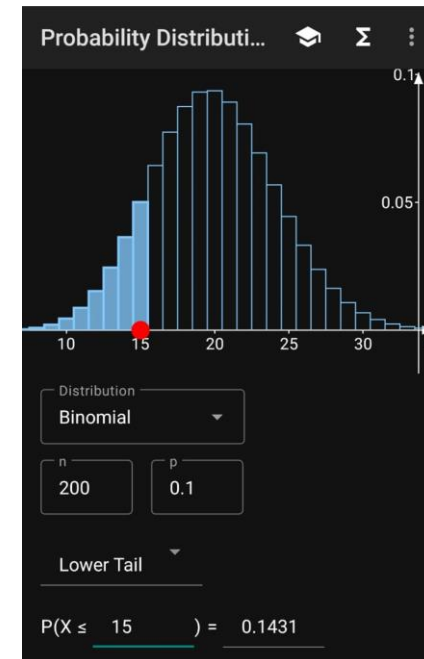 Probability Distributi... Σ
0.1
0.05
10 15 20 25 30
Distribution
Binomial
n p
200 0.1
Lower Tail
P(X ≤ 15 ) = 0.1431